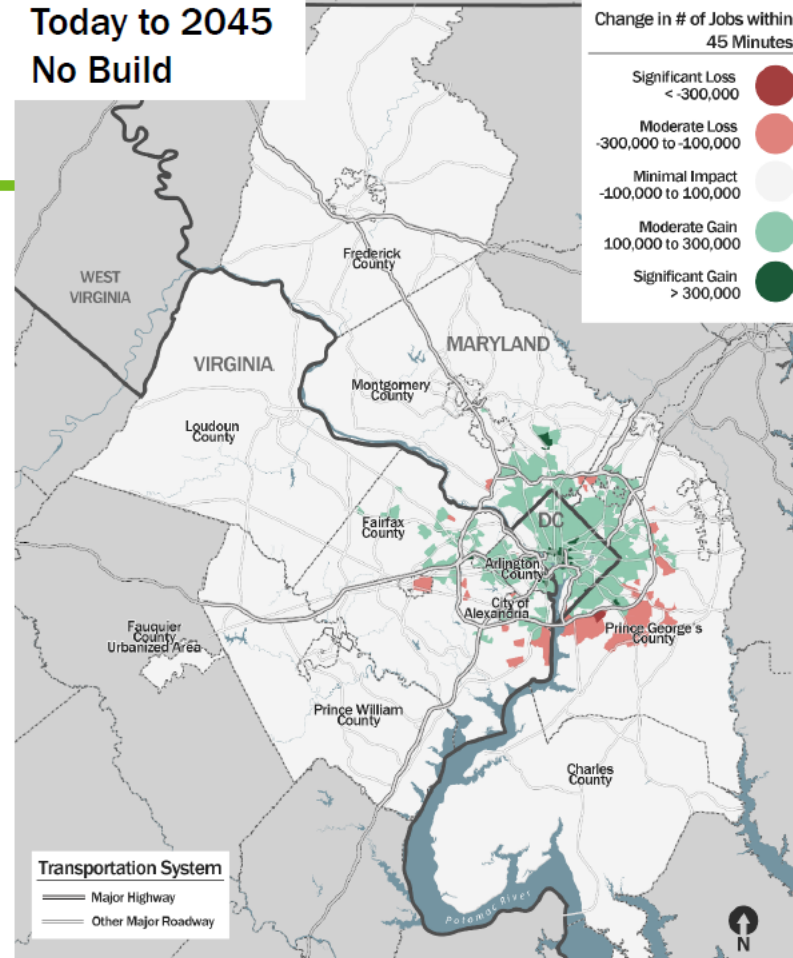 Today to 2045
No Build
Change in # of Jobs within
45 Minutes
Significant Loss
< -300,000
Moderate Loss
-300,000 to -100,000
Minimal Impact
-100,000 to 100,000
Moderate Gain
100,000 to 300,000
Significant Gain
> 300,000
Frederick
County
WEST
VIRGINIA
MARYLAND
VIRGINIA
Montgomery
County
Loudoun
County
DC
Fairfax
County
Arlington
County
City of
Alexandria
Fauquier
County
Urbanized Area
Prince George's
County
Prince William
County
Charles
County
Transportation System
Major Highway
Other Major Roadway
Potomac River
N